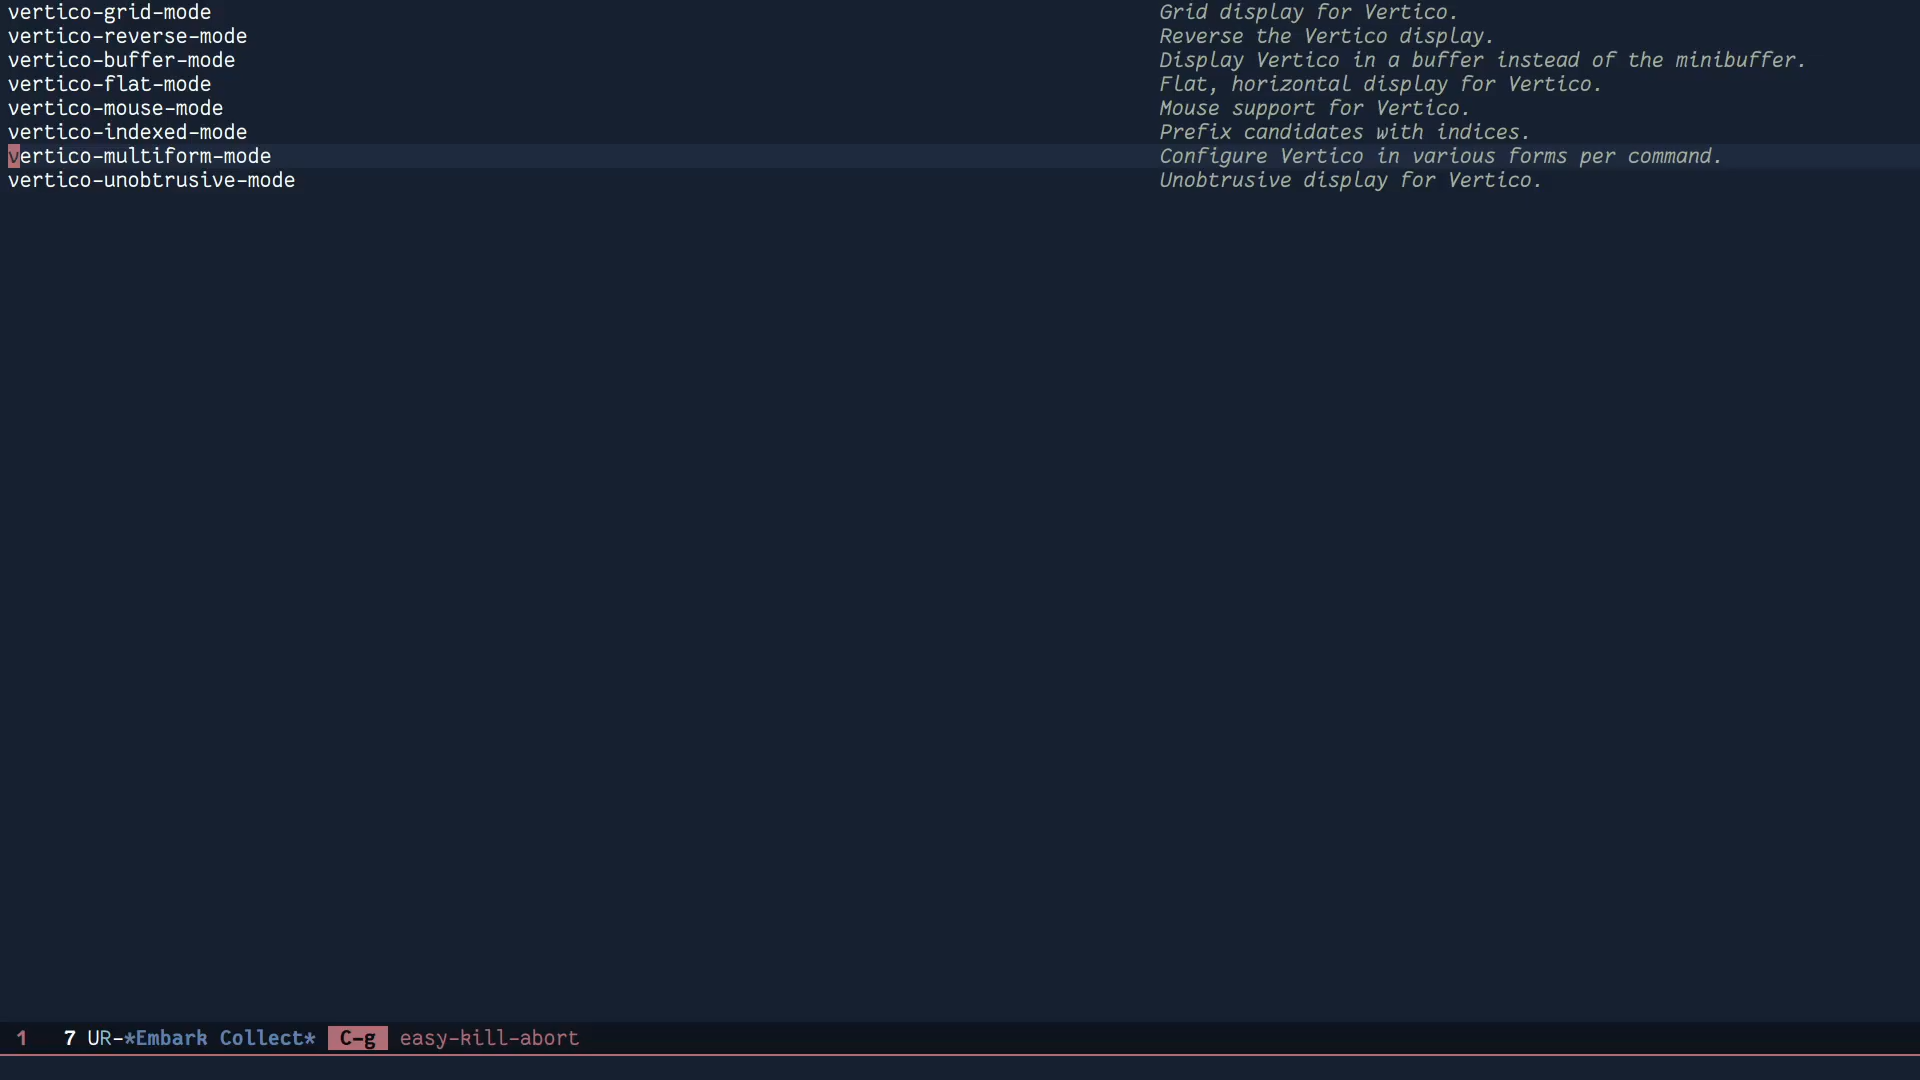 vertico-grid-mode Grid display for Vertico.
vertico-reverse-mode Reverse the Vertico display.
vertico-buffer-mode Display Vertico in a buffer instead of the minibuffer.
vertico-flat-mode Flat, horizontal display for Vertico.
vertico-mouse-mode Mouse support for Vertico.
vertico-indexed-mode Prefix candidates with indices.
vertico-multiform-mode Configure Vertico in various forms per command.
vertico-unobtrusive-mode Unobtrusive display for Vertico.
1 7 UR-*Embark Collect* C-g easy-kill-abort